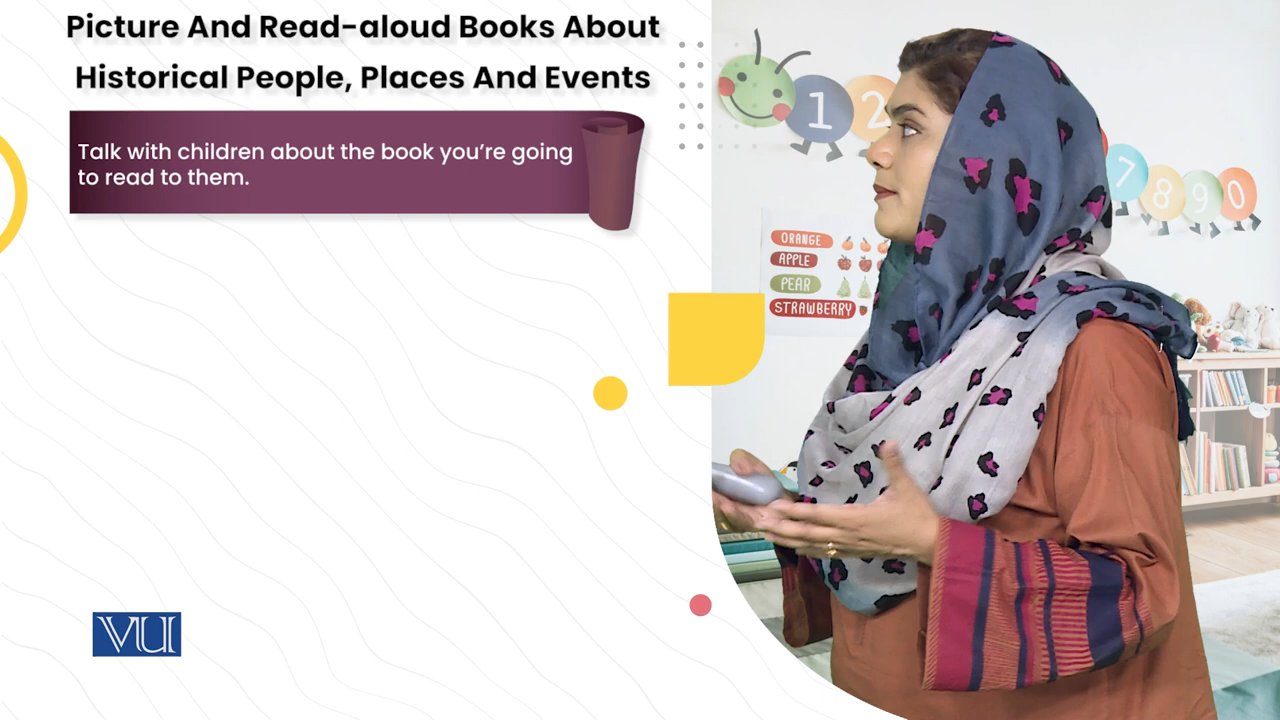 Picture And Read-aloud Books About
Historical People, Places And Events
Talk with children about the book you're going
to read to them.
1 2
7 8 9 0
ORANGE
APPLE
PEAR
STRAWBERRY
VU